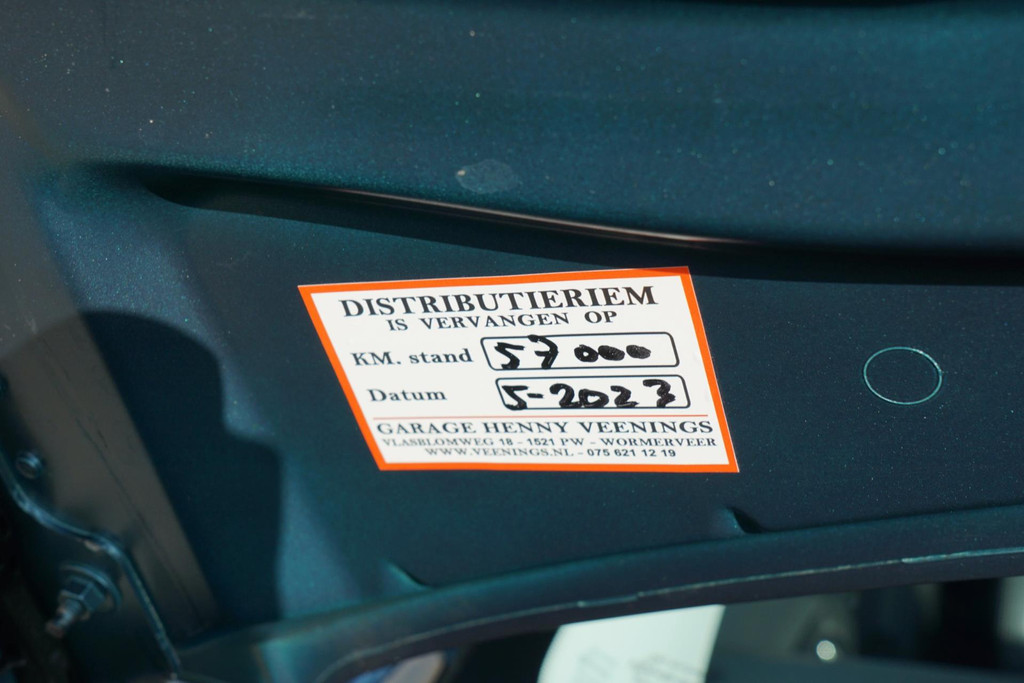 DISTRIBUTIERIEM
IS VERVANGEN OP
KM. stand 57000
Datum 5-2023
GARAGE HENNY VEENINGS
VLASBLOMWEG 18 - 1521 PW - WORMERVEER
WWW.VEENINGS.NL - 075 621 12 19